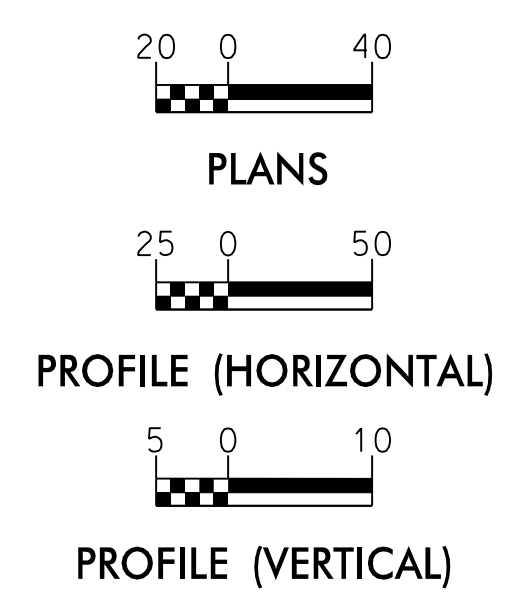 20 0 40
PLANS
25 0 50
PROFILE (HORIZONTAL)
5 0 10
PROFILE (VERTICAL)